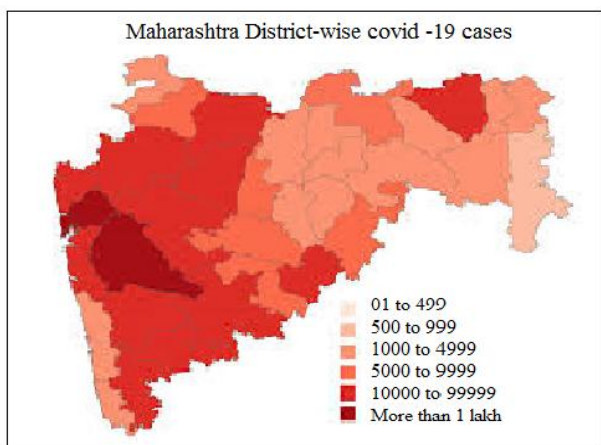 Maharashtra District-wise covid -19 cases
01 to 499
500 to 999
1000 to 4999
5000 to 9999
10000 to 99999
More than 1 lakh